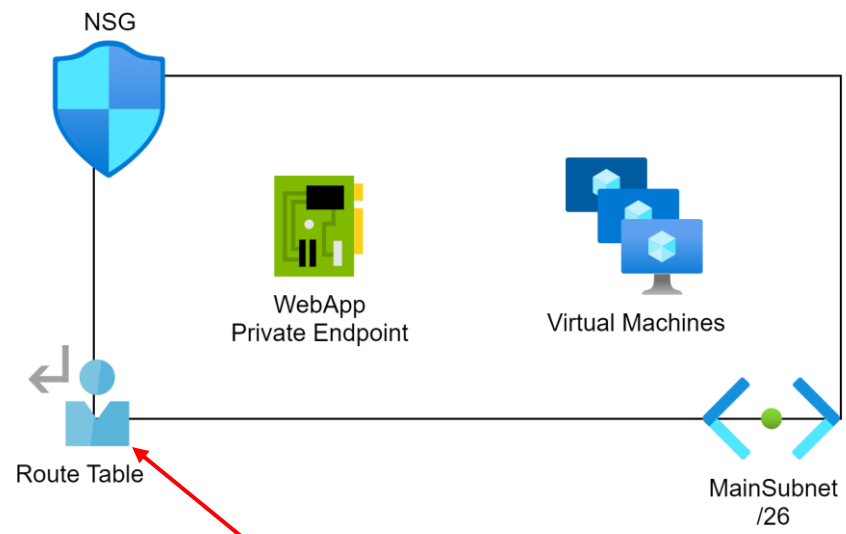 NSG
WebApp
Private Endpoint
Virtual Machines
Route Table
MainSubnet
/26